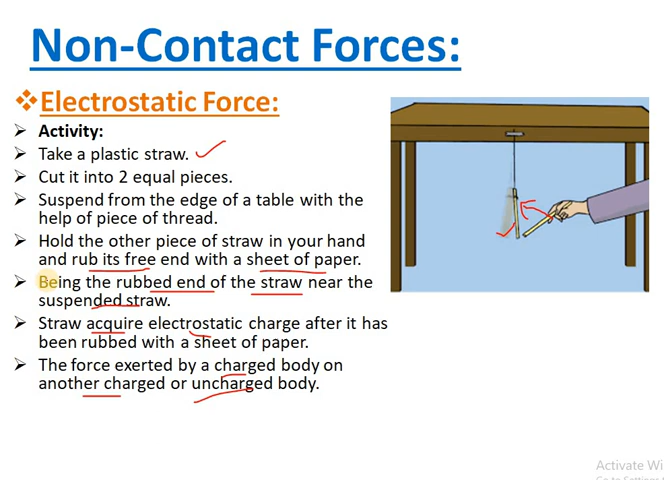 Non-Contact Forces:
❖Electrostatic Force:
➤ Activity:
➤ Take a plastic straw.
➤ Cut it into 2 equal pieces.
➤ Suspend from the edge of a table with the
help of piece of thread.
➤ Hold the other piece of straw in your hand
and rub its free end with a sheet of paper.
➤ Being the rubbed end of the straw near the
suspended straw.
➤ Straw acquire electrostatic charge after it has
been rubbed with a sheet of paper.
➤ The force exerted by a charged body on
another charged or uncharged body.
Activate Wi